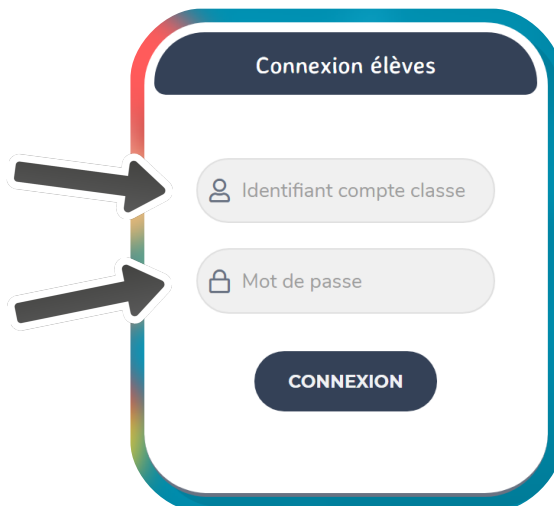 Connexion élèves
Identifiant compte classe
Mot de passe
CONNEXION